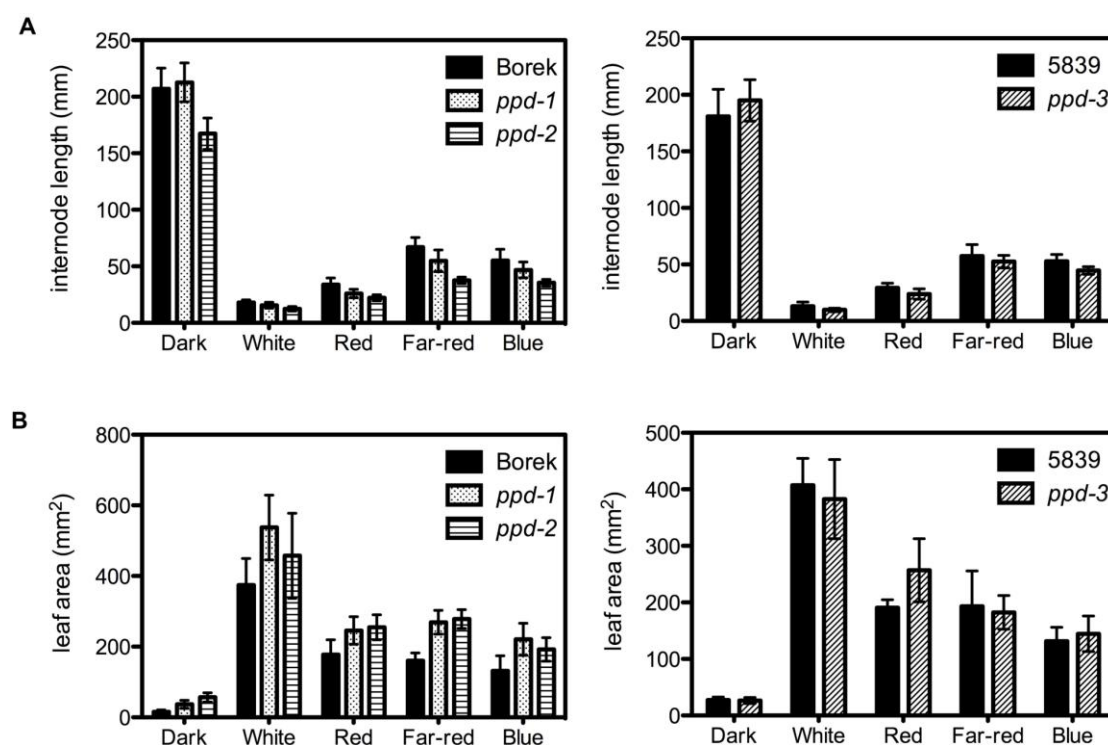 A
internode length (mm)
250
200
150
100
50
0
Borek
ppd-1
ppd-2
Dark White Red Far-red Blue
internode length (mm)
250
200
150
100
50
0
5839
ppd-3
Dark White Red Far-red Blue
B
leaf area (mm²)
800
600
400
200
0
Borek
ppd-1
ppd-2
Dark White Red Far-red Blue
leaf area (mm²)
500
400
300
200
100
0
5839
ppd-3
Dark White Red Far-red Blue